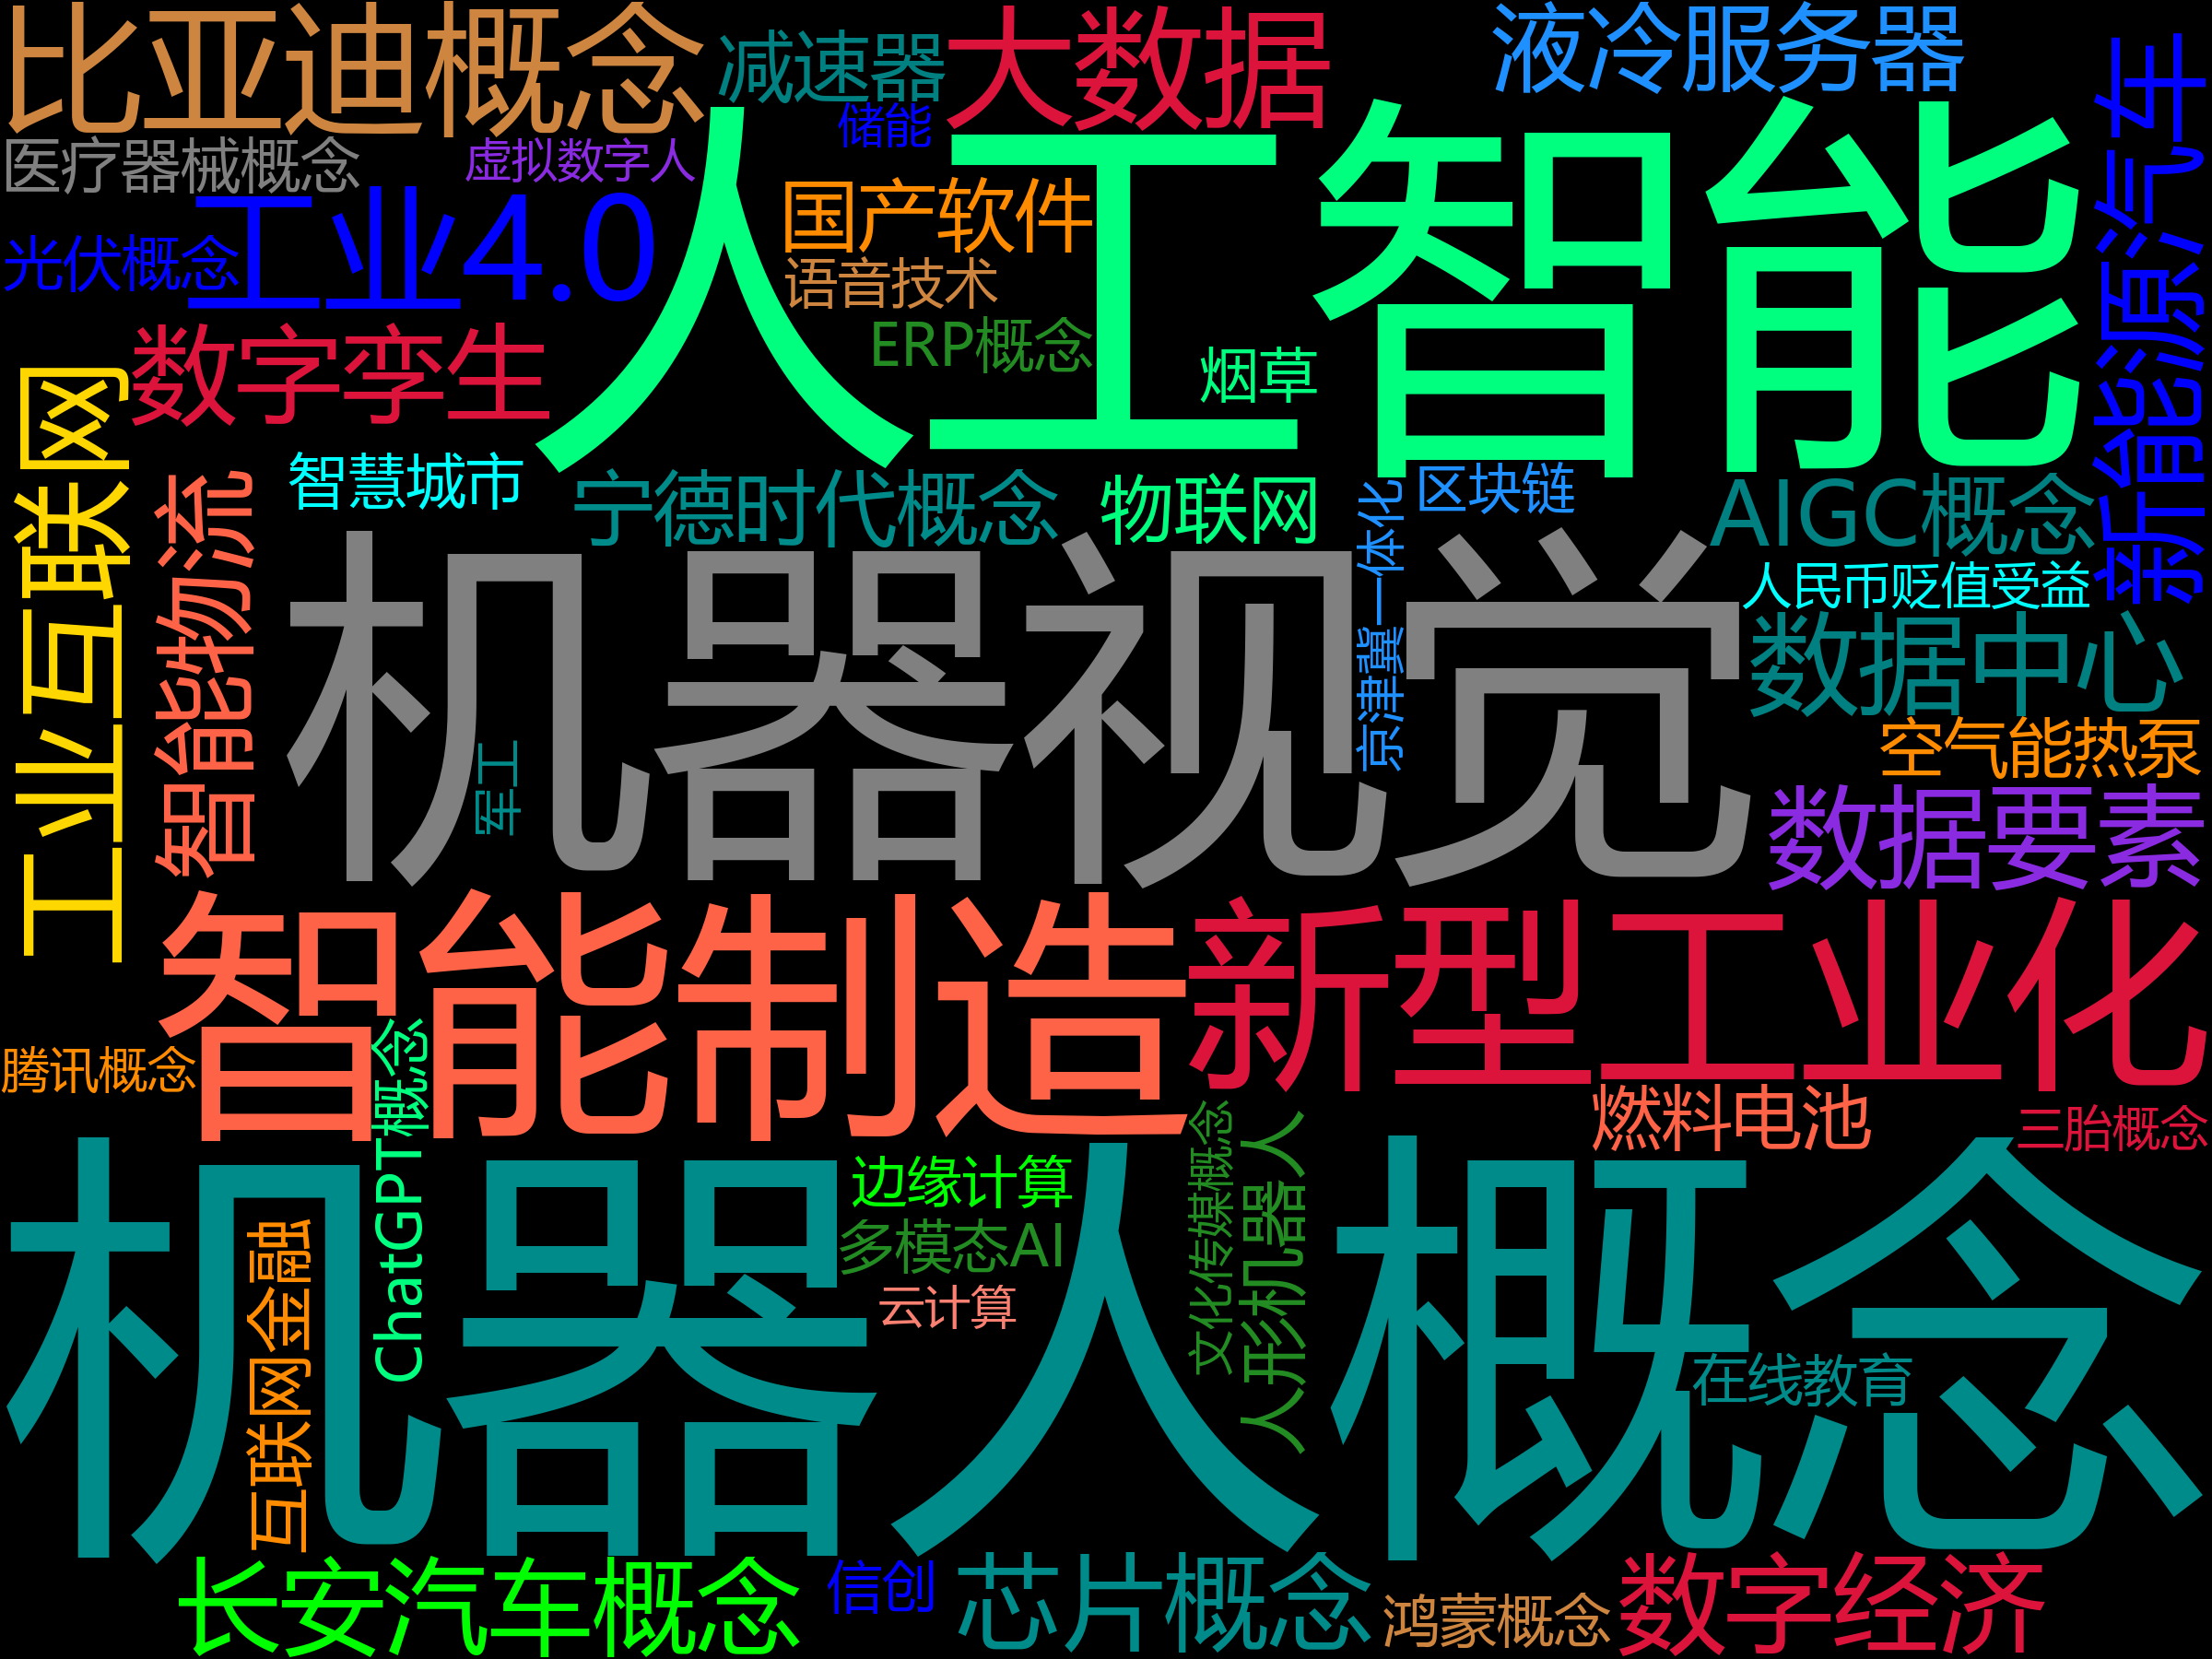 比亚迪概念
减速器
大数据
液冷服务器
新能源汽车
储能
医疗器械概念
虚拟数字人
人工智能
国产软件
工业4.0
光伏概念
语音技术
ERP概念
数字孪生
烟草
工业互联网
智慧城市
宁德时代概念
物联网
区块链
AIGC概念
智能物流
京津冀一体化
机器视觉
人民币贬值受益
数据中心
空气能热泵
军工
数据要素
智能制造
新型工业化
腾讯概念
ChatGPT概念
燃料电池
三胎概念
边缘计算
文化传媒概念
人形机器人
机器人概念
多模态AI
互联网金融
云计算
在线教育
长安汽车概念
信创
芯片概念
鸿蒙概念
数字经济